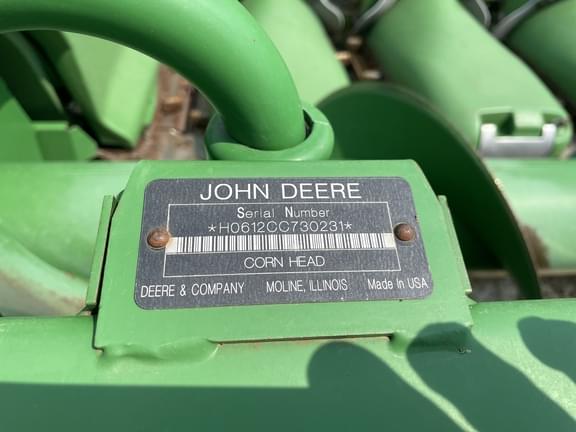 JOHN DEERE
Serial Number
*H0612CC730231*
CORN HEAD
DEERE & COMPANY MOLINE, ILLINOIS Made In USA